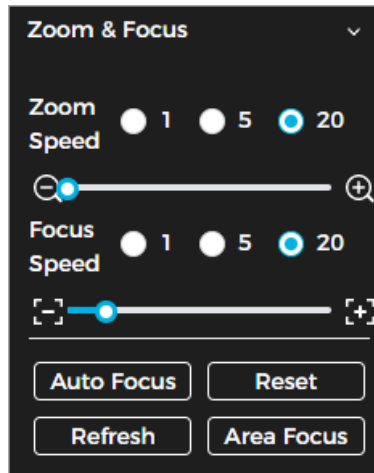 Zoom & Focus
Zoom Speed 1 5 20
Focus Speed 1 5 20
Auto Focus Reset
Refresh Area Focus